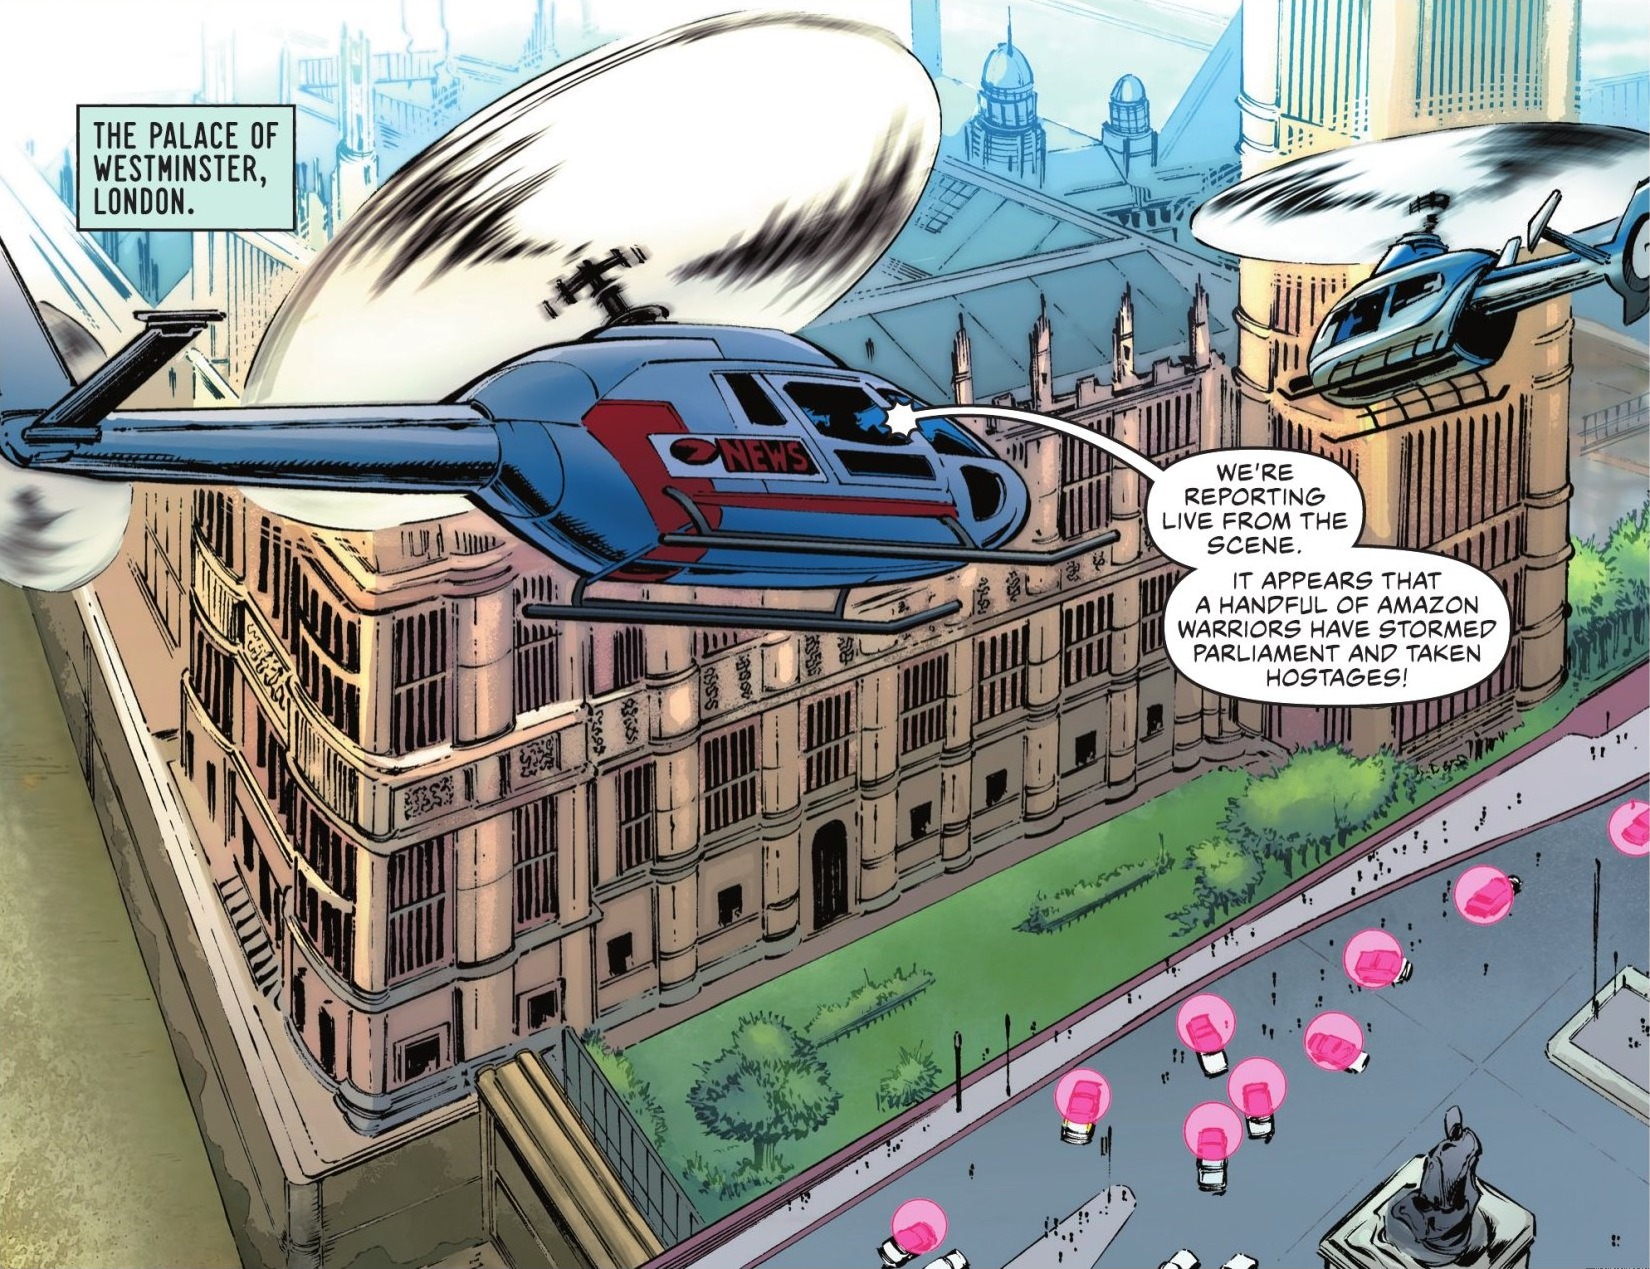 THE PALACE OF
WESTMINSTER,
LONDON.
7 NEWS
WE'RE
REPORTING
LIVE FROM THE
SCENE.
IT APPEARS THAT
A HANDFUL OF AMAZON
WARRIORS HAVE STORMED
PARLIAMENT AND TAKEN
HOSTAGES!